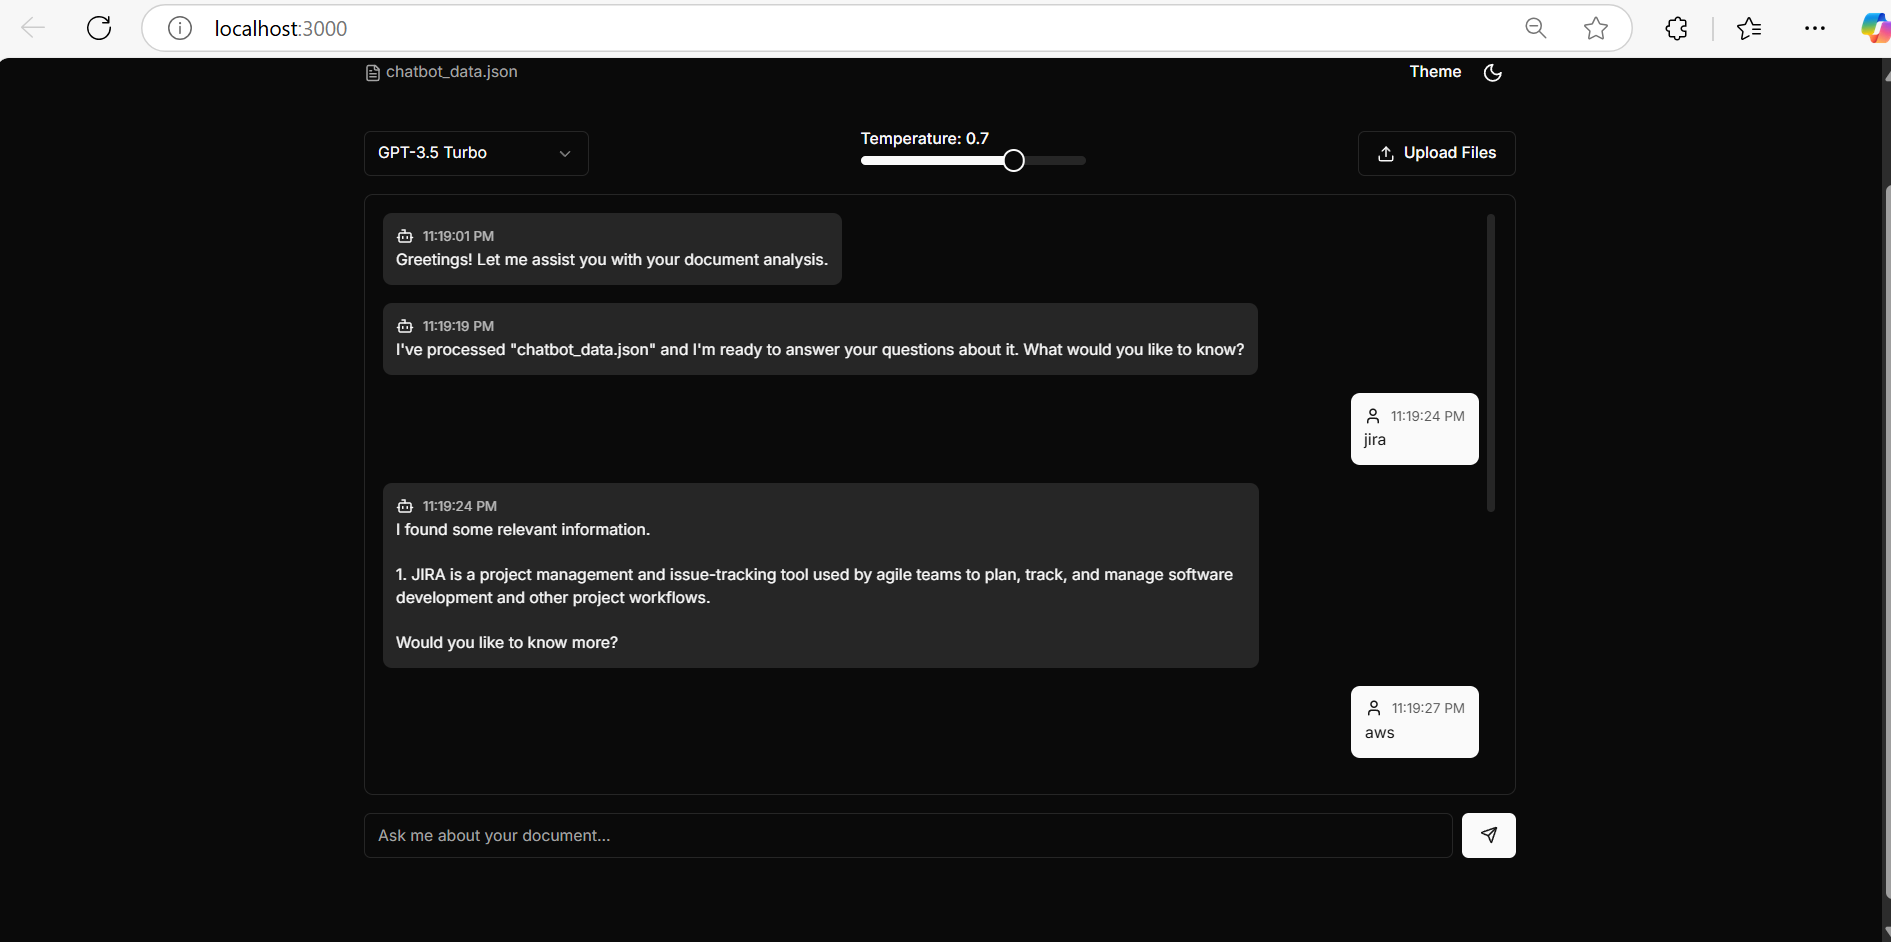 localhost:3000
chatbot_data.json
Theme
GPT-3.5 Turbo
Temperature: 0.7
Upload Files
11:19:01 PM
Greetings! Let me assist you with your document analysis.
11:19:19 PM
I've processed "chatbot_data.json" and I'm ready to answer your questions about it. What would you like to know?
11:19:24 PM
jira
11:19:24 PM
I found some relevant information.
1. JIRA is a project management and issue-tracking tool used by agile teams to plan, track, and manage software
development and other project workflows.
Would you like to know more?
11:19:27 PM
aws
Ask me about your document...